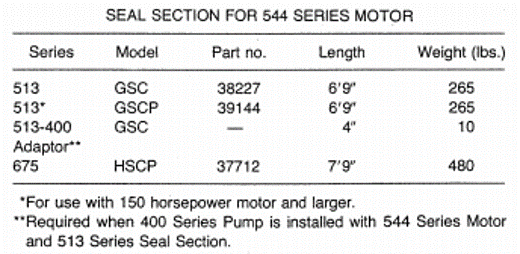 SEAL SECTION FOR 544 SERIES MOTOR
Series Model Part no. Length Weight (lbs.)
513 GSC 38227 6'9" 265
513* GSCP 39144 6'9" 265
513-400 GSC — 4" 10
Adaptor**
675 HSCP 37712 7'9" 480
*For use with 150 horsepower motor and larger.
**Required when 400 Series Pump is installed with 544 Series Motor
and 513 Series Seal Section.